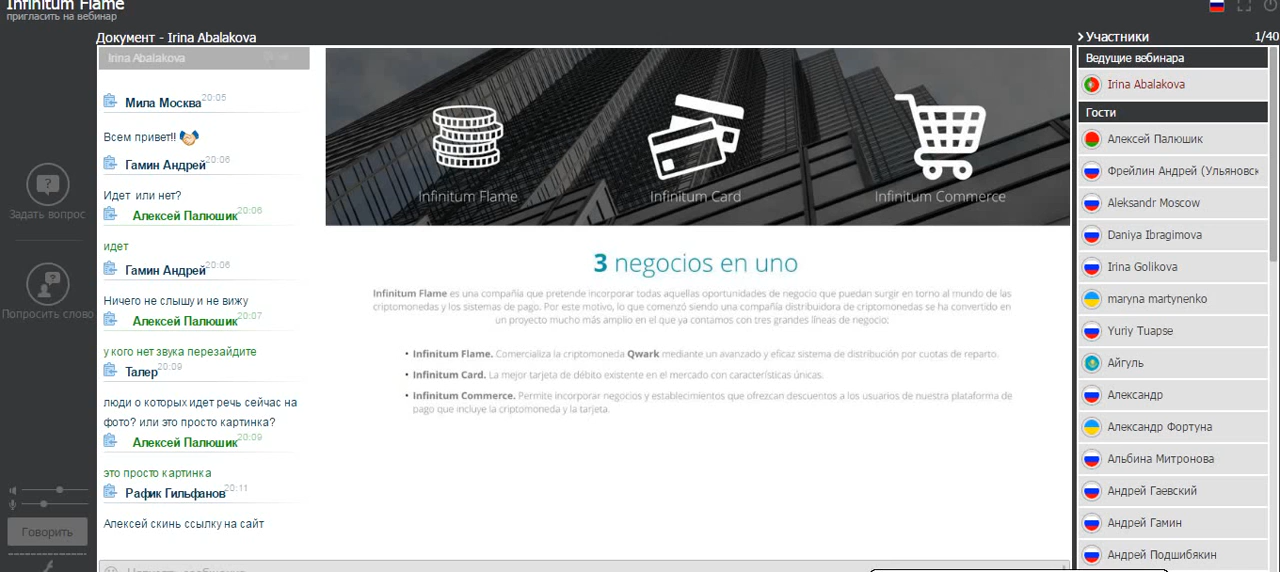 Infinitum Flame
пригласить на вебинар
Документ - Irina Abalakova
Irina Abalakova
Мила Москва 20:05
Всем привет!!
Гамин Андрей 20:06
Идет или нет?
Алексей Палюшик 20:06
идет
Гамин Андрей 20:06
Ничего не слышу и не вижу
Алексей Палюшик 20:07
у кого нет звука перезайдите
Талер 20:09
люди о которых идет речь сейчас на
фото? или это просто картинка?
Алексей Палюшик 20:09
это просто картинка
Рафик Гильфанов 20:11
Алексей скинь ссылку на сайт
Задать вопрос
Попросить слово
Говорить
Infinitum Flame
Infinitum Card
Infinitum Commerce
3 negocios en uno
Infinitum Flame es una compañía que pretende incorporar todas aquellas oportunidades de negocio que puedan surgir en torno al mundo de las
criptomonedas y los sistemas de pago. Por este motivo, lo que comenzó siendo una compañía distribuidora de criptomonedas se ha convertido en
un proyecto mucho más amplio en el que ya contamos con tres grandes líneas de negocio:
• Infinitum Flame. Comercializa la criptomoneda Qwark mediante un avanzado y eficaz sistema de distribución por cuotas de reparto.
• Infinitum Card. La mejor tarjeta de débito existente en el mercado con características únicas.
• Infinitum Commerce. Permite incorporar negocios y establecimientos que ofrezcan descuentos a los usuarios de nuestra plataforma de
pago que incluye la criptomoneda y la tarjeta.
Участники 1/40
Ведущие вебинара
Irina Abalakova
Гости
Алексей Палюшик
Фрейлин Андрей (Ульяновск
Aleksandr Moscow
Daniya Ibragimova
Irina Golikova
maryna martynenko
Yuriy Tuapse
Айгуль
Александр
Александр Фортуна
Альбина Митронова
Андрей Гаевский
Андрей Гамин
Андрей Подшибякин